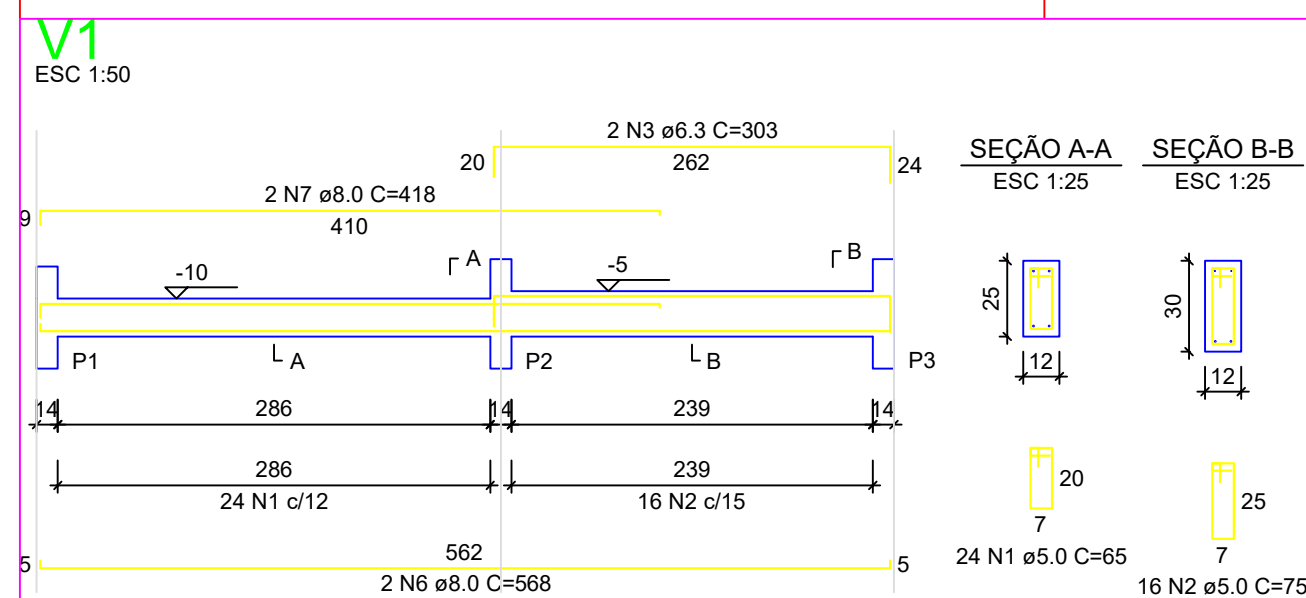 V1
ESC 1:50
2 N3 ø6.3 C=303
20 262 24
2 N7 ø8.0 C=418
9 410
SEÇÃO A-A
ESC 1:25
SEÇÃO B-B
ESC 1:25
-10
A
-5
B
P1
A
P2
B
P3
14 286 14 239 14
286
24 N1 c/12
239
16 N2 c/15
5 562 5
2 N6 ø8.0 C=568
25
12
30
12
20
7
24 N1 ø5.0 C=65
25
7
16 N2 ø5.0 C=75